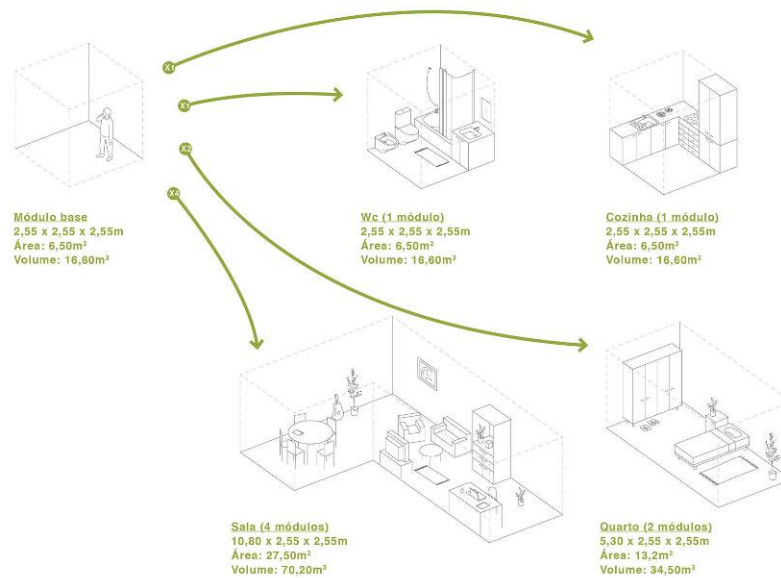 X1
X1
X2
X4
Módulo base
2,55 x 2,55 x 2,55m
Área: 6,50m²
Volume: 16,60m³
Wc (1 módulo)
2,55 x 2,55 x 2,55m
Área: 6,50m²
Volume: 16,60m³
Cozinha (1 módulo)
2,55 x 2,55 x 2,55m
Área: 6,50m²
Volume: 16,60m³
Sala (4 módulos)
10,80 x 2,55 x 2,55m
Área: 27,50m²
Volume: 70,20m³
Quarto (2 módulos)
5,30 x 2,55 x 2,55m
Área: 13,2m²
Volume: 34,50m³